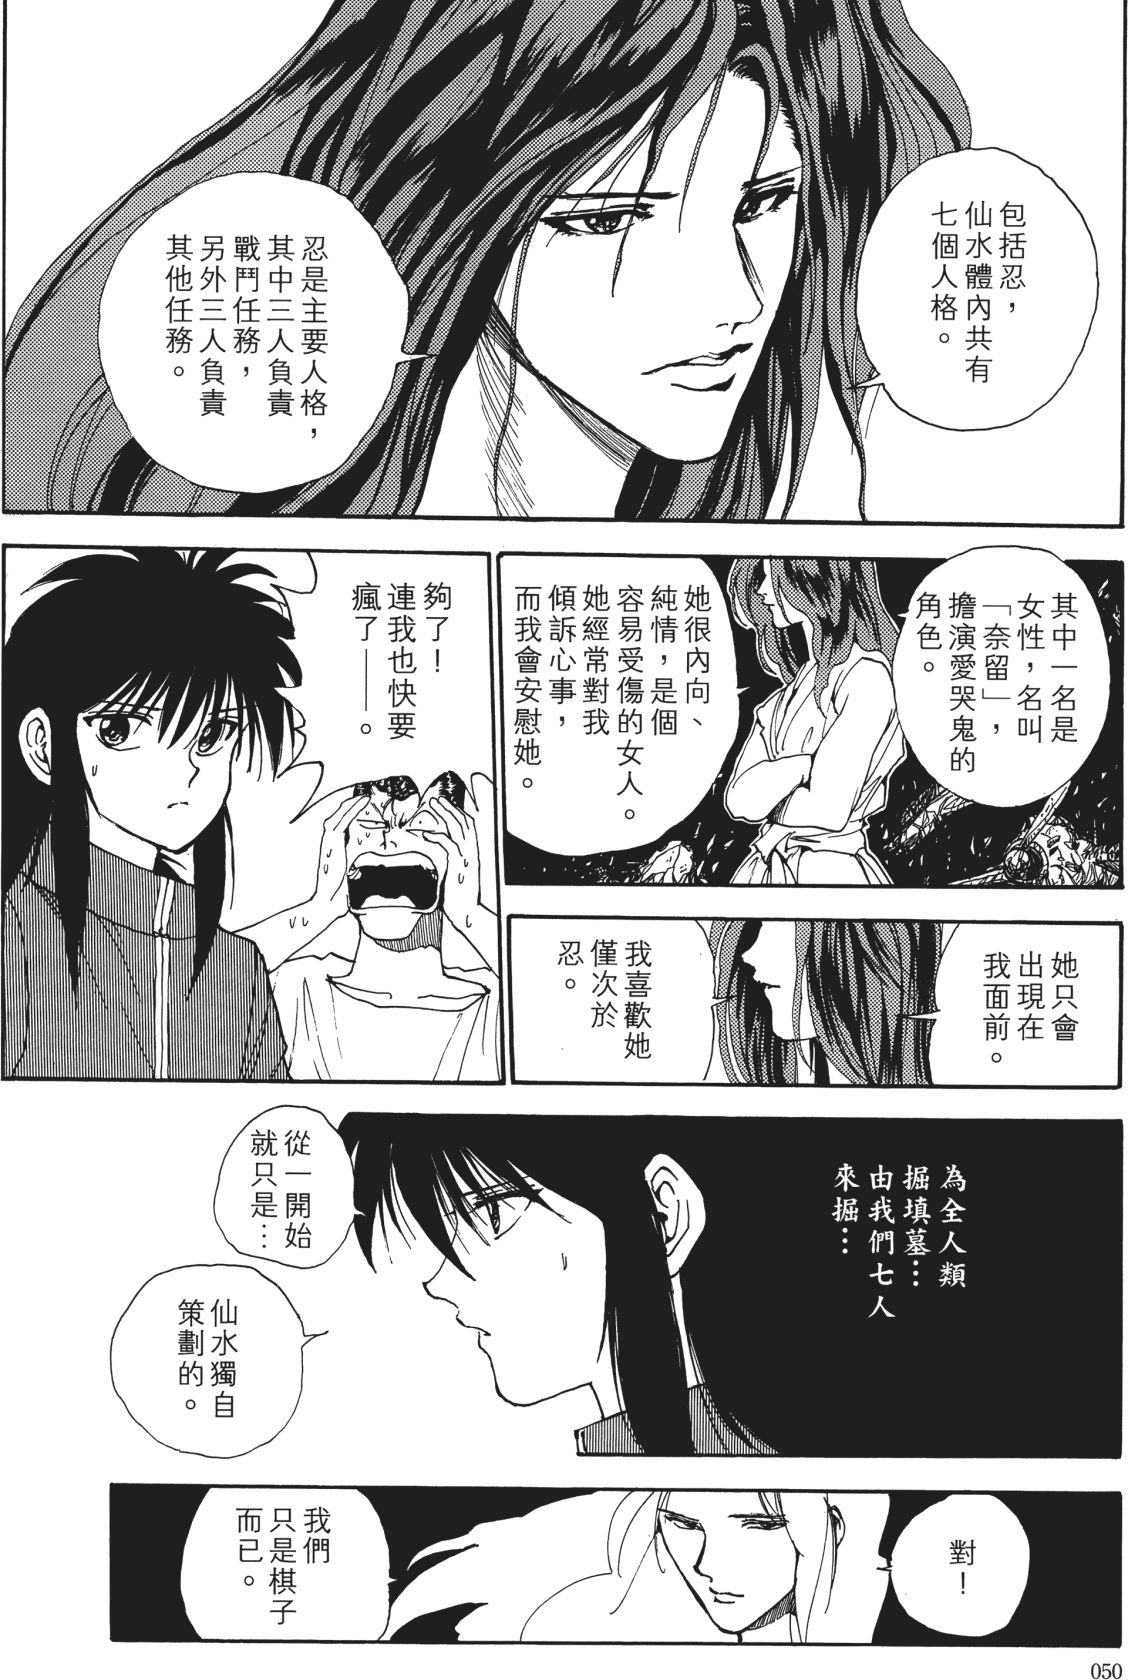 包括忍，
仙水體內共有
七個人格。
忍是主要人格，
其中三人負責
戰鬥任務，
另外三人負責
其他任務。
其中一名是
女性，名叫
「奈留」，
擔演愛哭鬼的
角色。
她很內向、
純情，是個
容易受傷的女人。
她經常對我
傾訴心事，
而我會安慰她。
夠了！
連我也快要
瘋了——。
她只會
出現在
我面前。
我喜歡她
僅次於
忍。
為全人類
掘填墓…
由我們七人
來掘…
從一開始
就只是…
仙水獨自
策劃的。
對！
我們
只是棋子
而已。
050